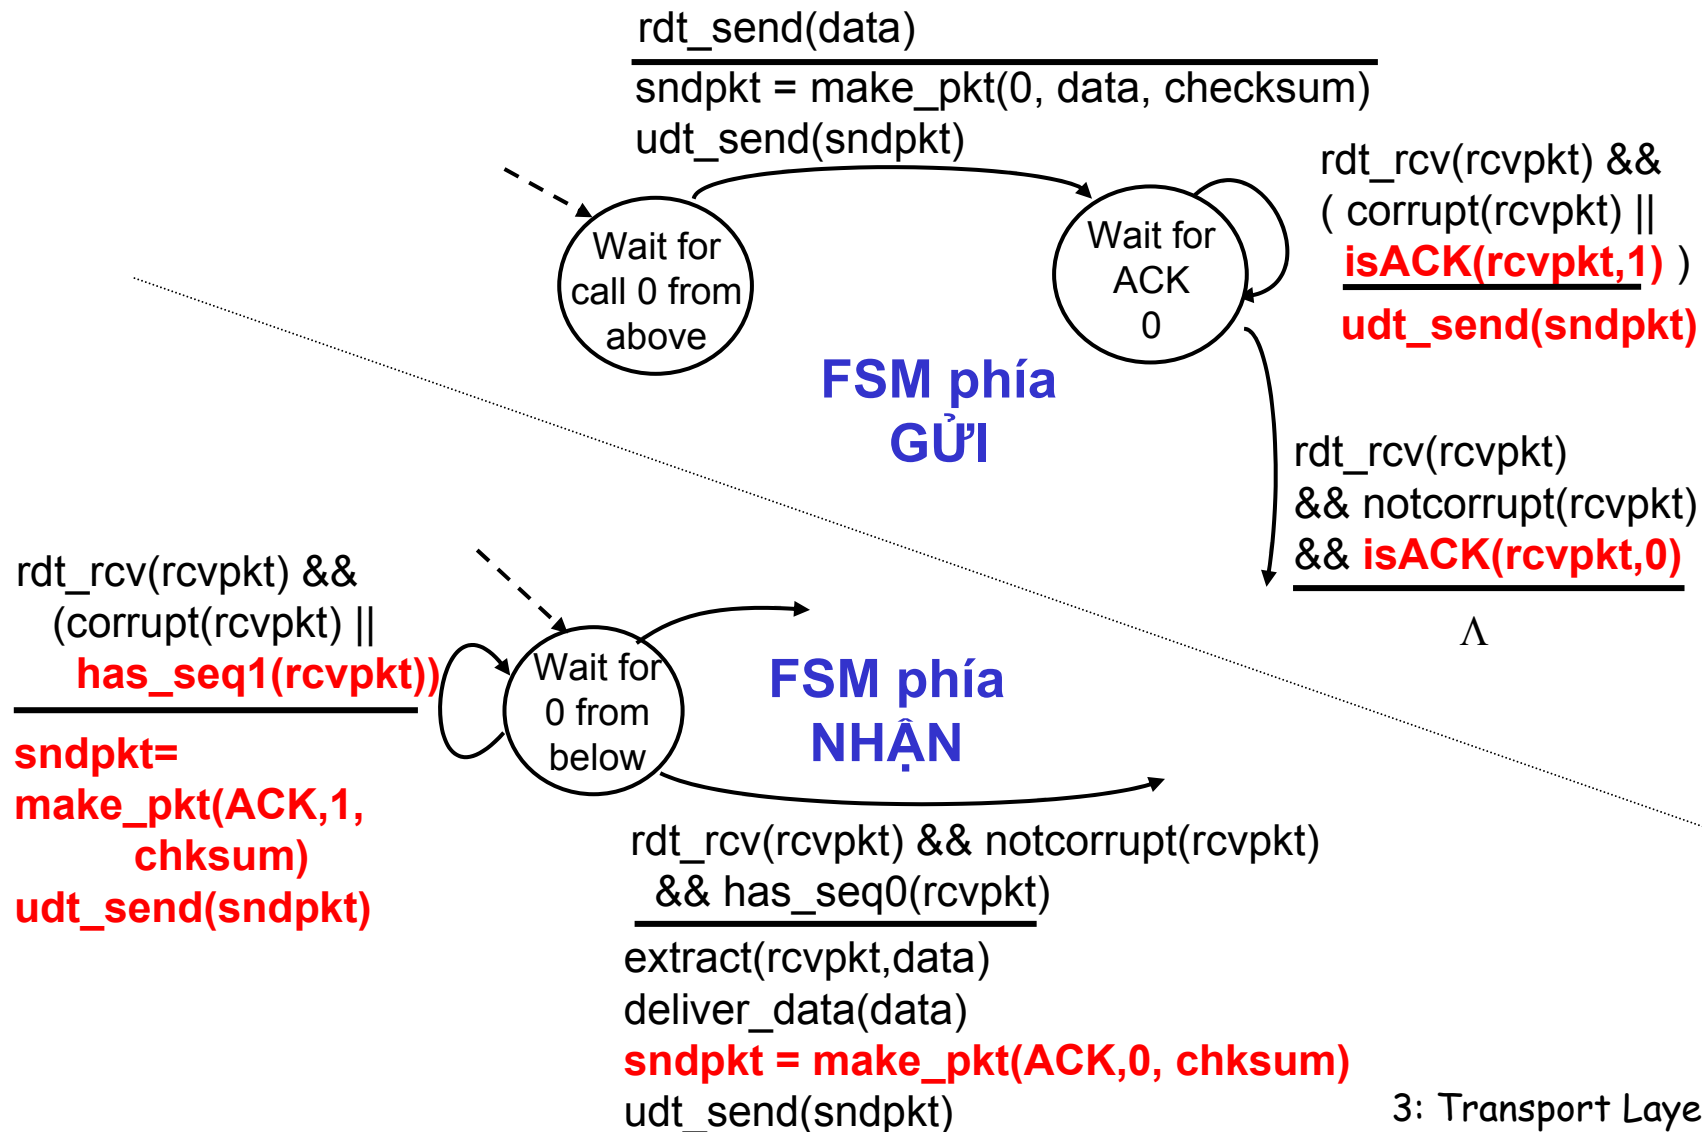 rdt_send(data)
sndpkt = make_pkt(0, data, checksum)
udt_send(sndpkt)
Wait for
call 0 from
above
Wait for
ACK
0
rdt_rcv(rcvpkt) &&
( corrupt(rcvpkt) ||
isACK(rcvpkt,1) )
udt_send(sndpkt)
FSM phía
GỬI
rdt_rcv(rcvpkt)
&& notcorrupt(rcvpkt)
&& isACK(rcvpkt,0)
Λ
rdt_rcv(rcvpkt) &&
(corrupt(rcvpkt) ||
has_seq1(rcvpkt))
sndpkt=
make_pkt(ACK,1,
chksum)
udt_send(sndpkt)
Wait for
0 from
below
FSM phía
NHẬN
rdt_rcv(rcvpkt) && notcorrupt(rcvpkt)
&& has_seq0(rcvpkt)
extract(rcvpkt,data)
deliver_data(data)
sndpkt = make_pkt(ACK,0, chksum)
udt_send(sndpkt)
3: Transport Laye